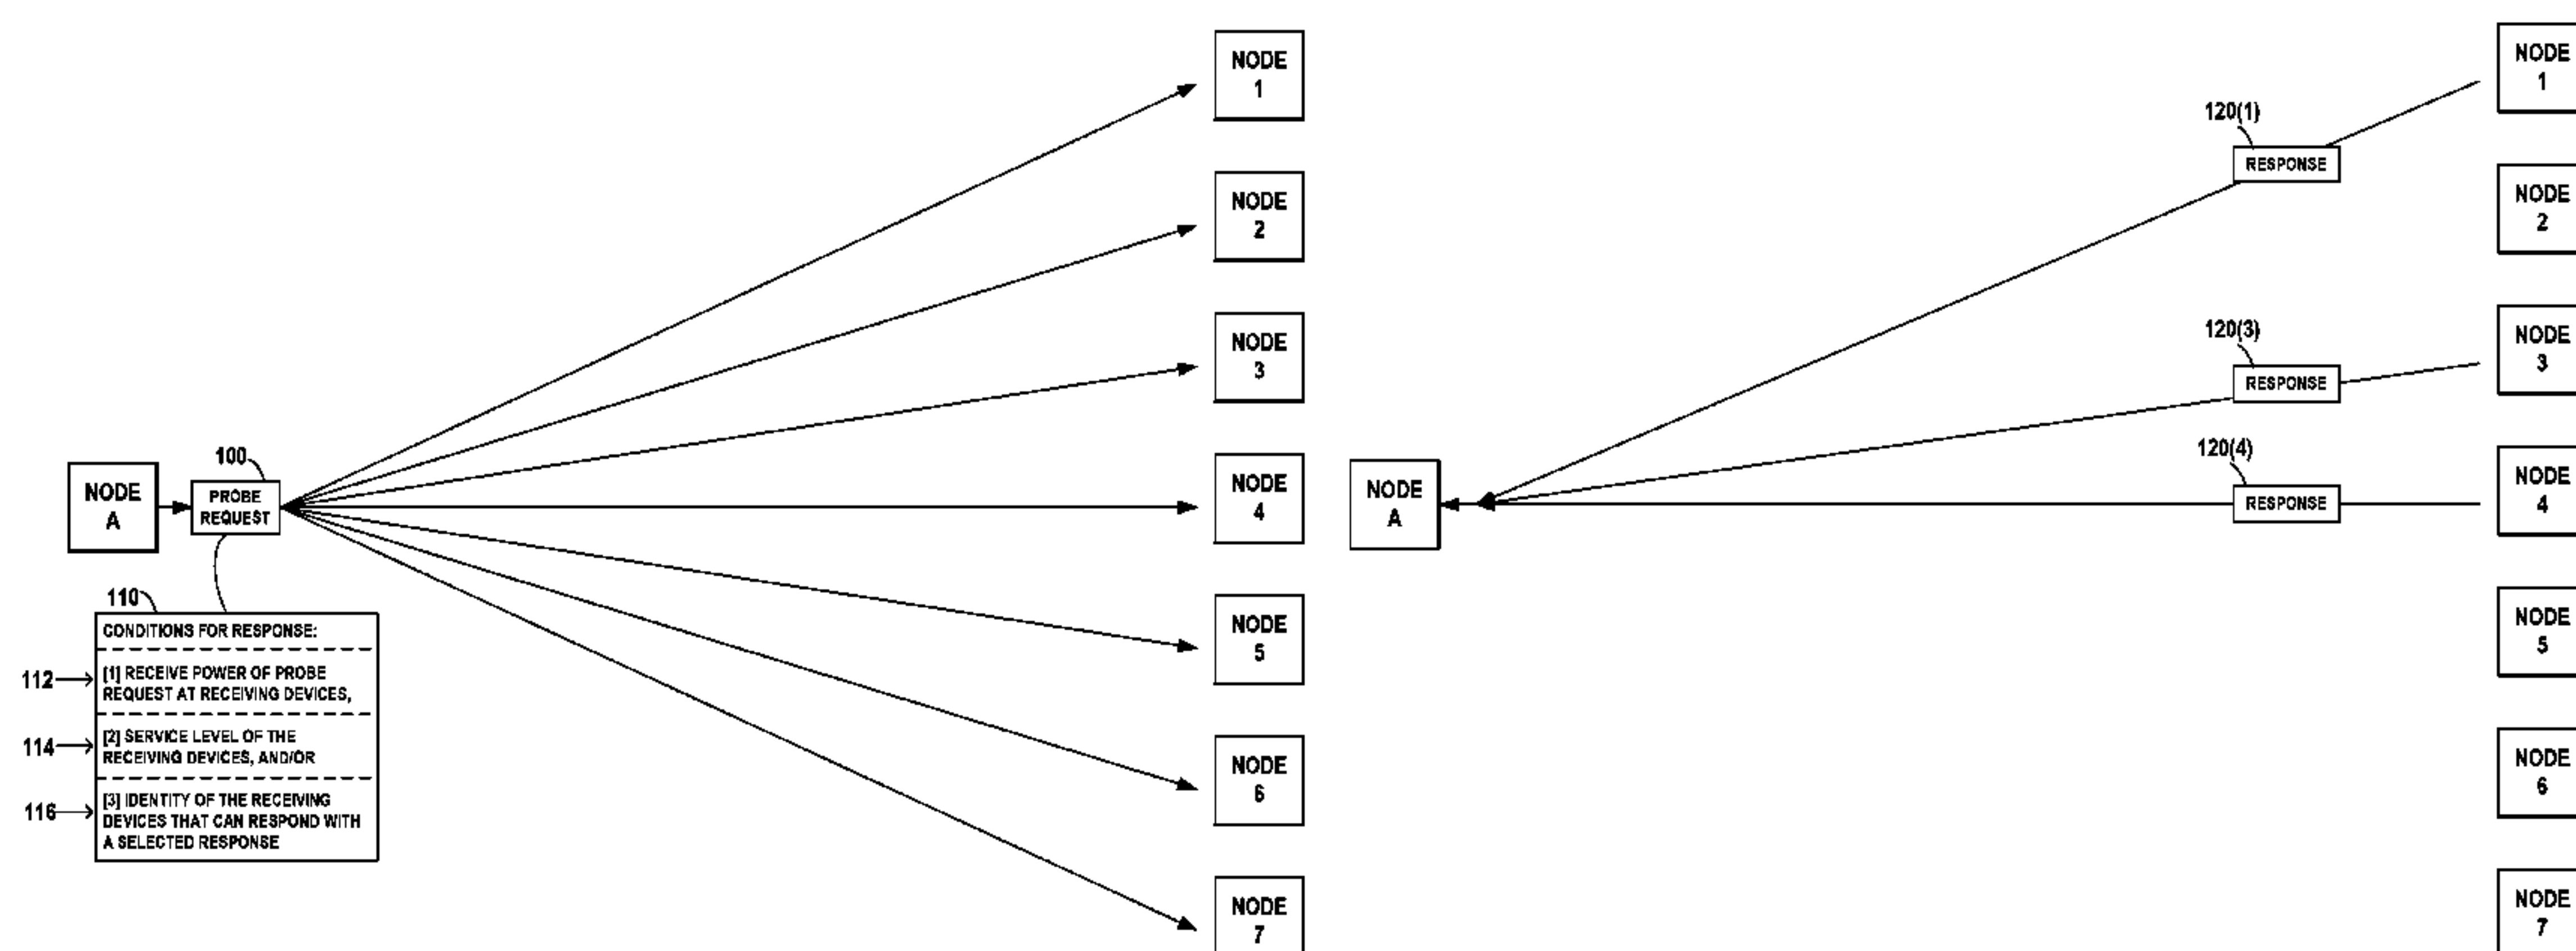 NODE
1
NODE
2
NODE
3
NODE
4
NODE
5
NODE
6
NODE
7
NODE
A
100
PROBE
REQUEST
110
CONDITIONS FOR RESPONSE:
112
[1] RECEIVE POWER OF PROBE
REQUEST AT RECEIVING DEVICES,
114
[2] SERVICE LEVEL OF THE
RECEIVING DEVICES, AND/OR
116
[3] IDENTITY OF THE RECEIVING
DEVICES THAT CAN RESPOND WITH
A SELECTED RESPONSE
NODE
A
120(1)
RESPONSE
120(3)
RESPONSE
120(4)
RESPONSE
NODE
1
NODE
2
NODE
3
NODE
4
NODE
5
NODE
6
NODE
7